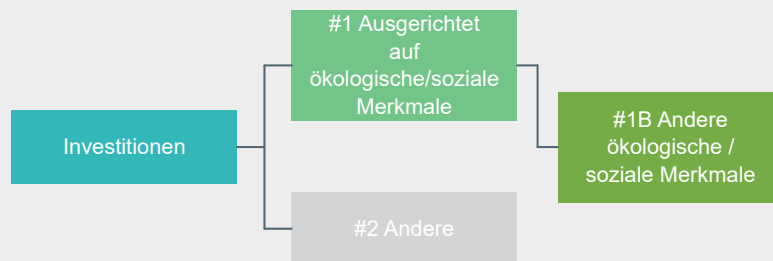 #1 Ausgerichtet
auf
ökologische/soziale
Merkmale
Investitionen
#1B Andere
ökologische /
soziale Merkmale
#2 Andere